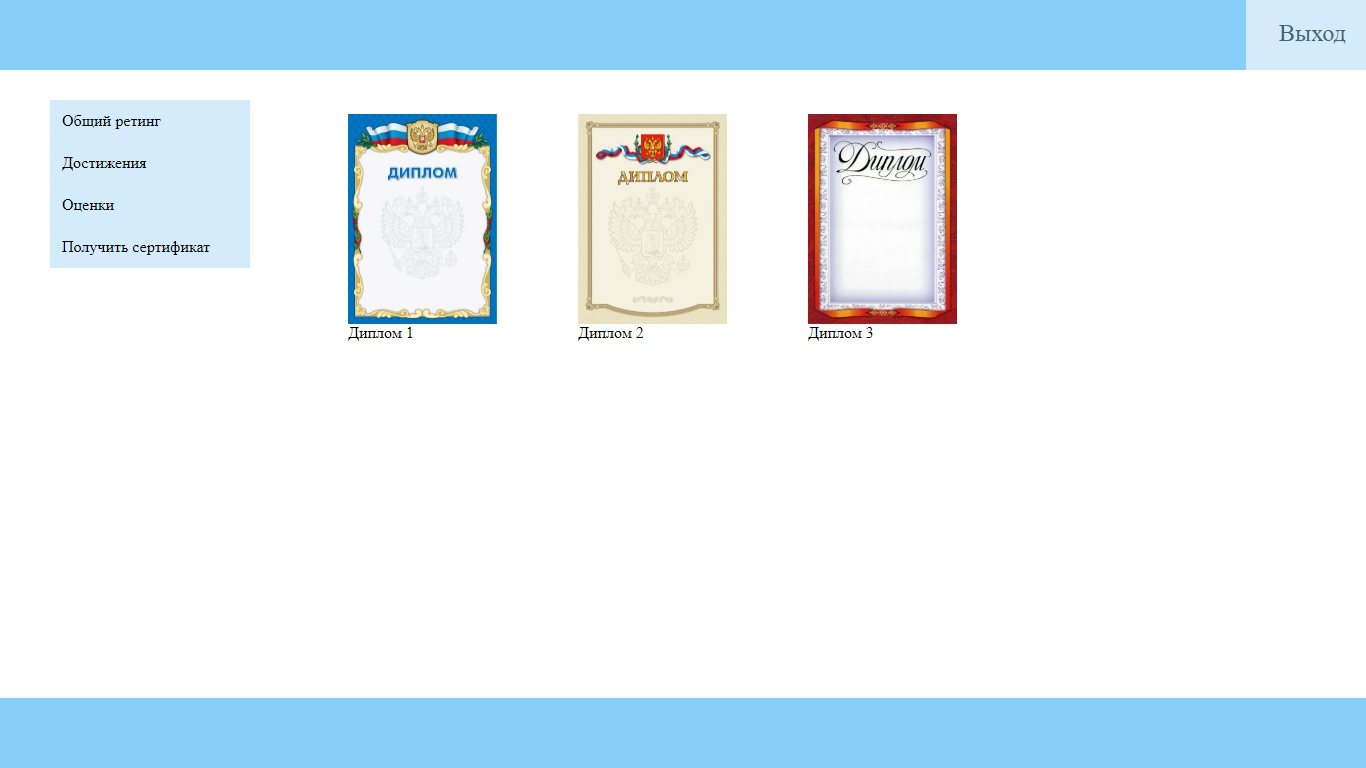 Выход
Общий ретинг
Достижения
Оценки
Получить сертификат
ДИПЛОМ
ДИПЛОМ
Диплом
Диплом 1
Диплом 2
Диплом 3